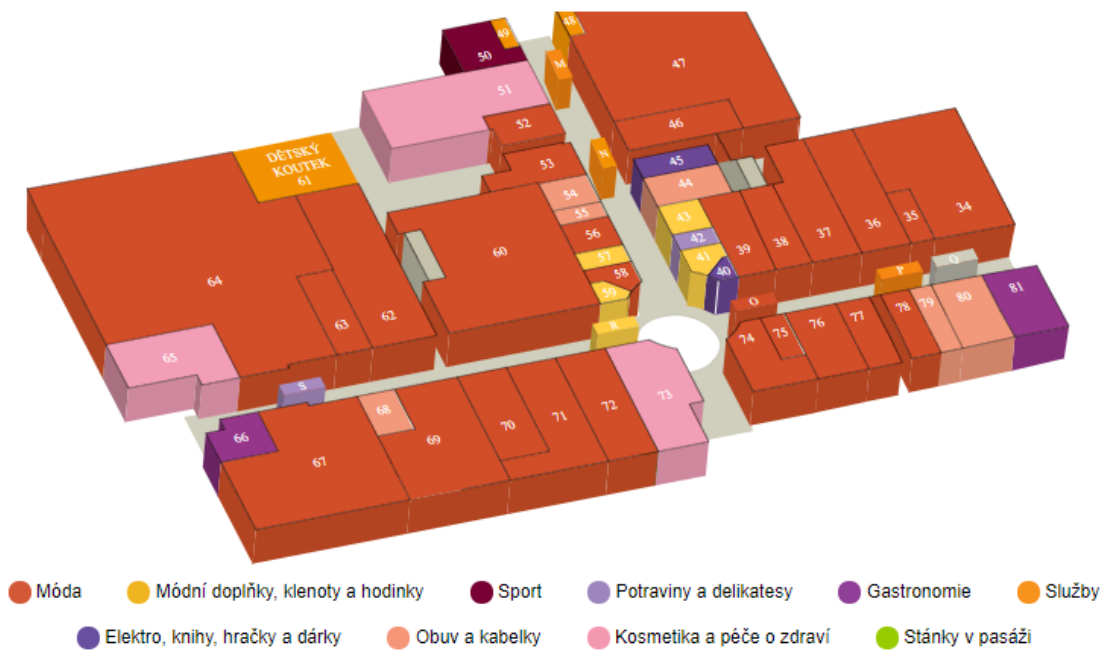 48
49
47
50
M
51
46
52
N
45
DĚTSKÝ
KOUTEK
61
53
44
54
43
34
55
35
42
36
56
37
39
38
60
57
41
58
40
64
59
P
Q
O
81
63
62
R
78
79
80
76
77
74
75
65
S
73
68
72
71
70
66
69
67
Móda
Módní doplňky, klenoty a hodinky
Sport
Potraviny a delikatesy
Gastronomie
Služby
Elektro, knihy, hračky a dárky
Obuv a kabelky
Kosmetika a péče o zdraví
Stánky v pasáži